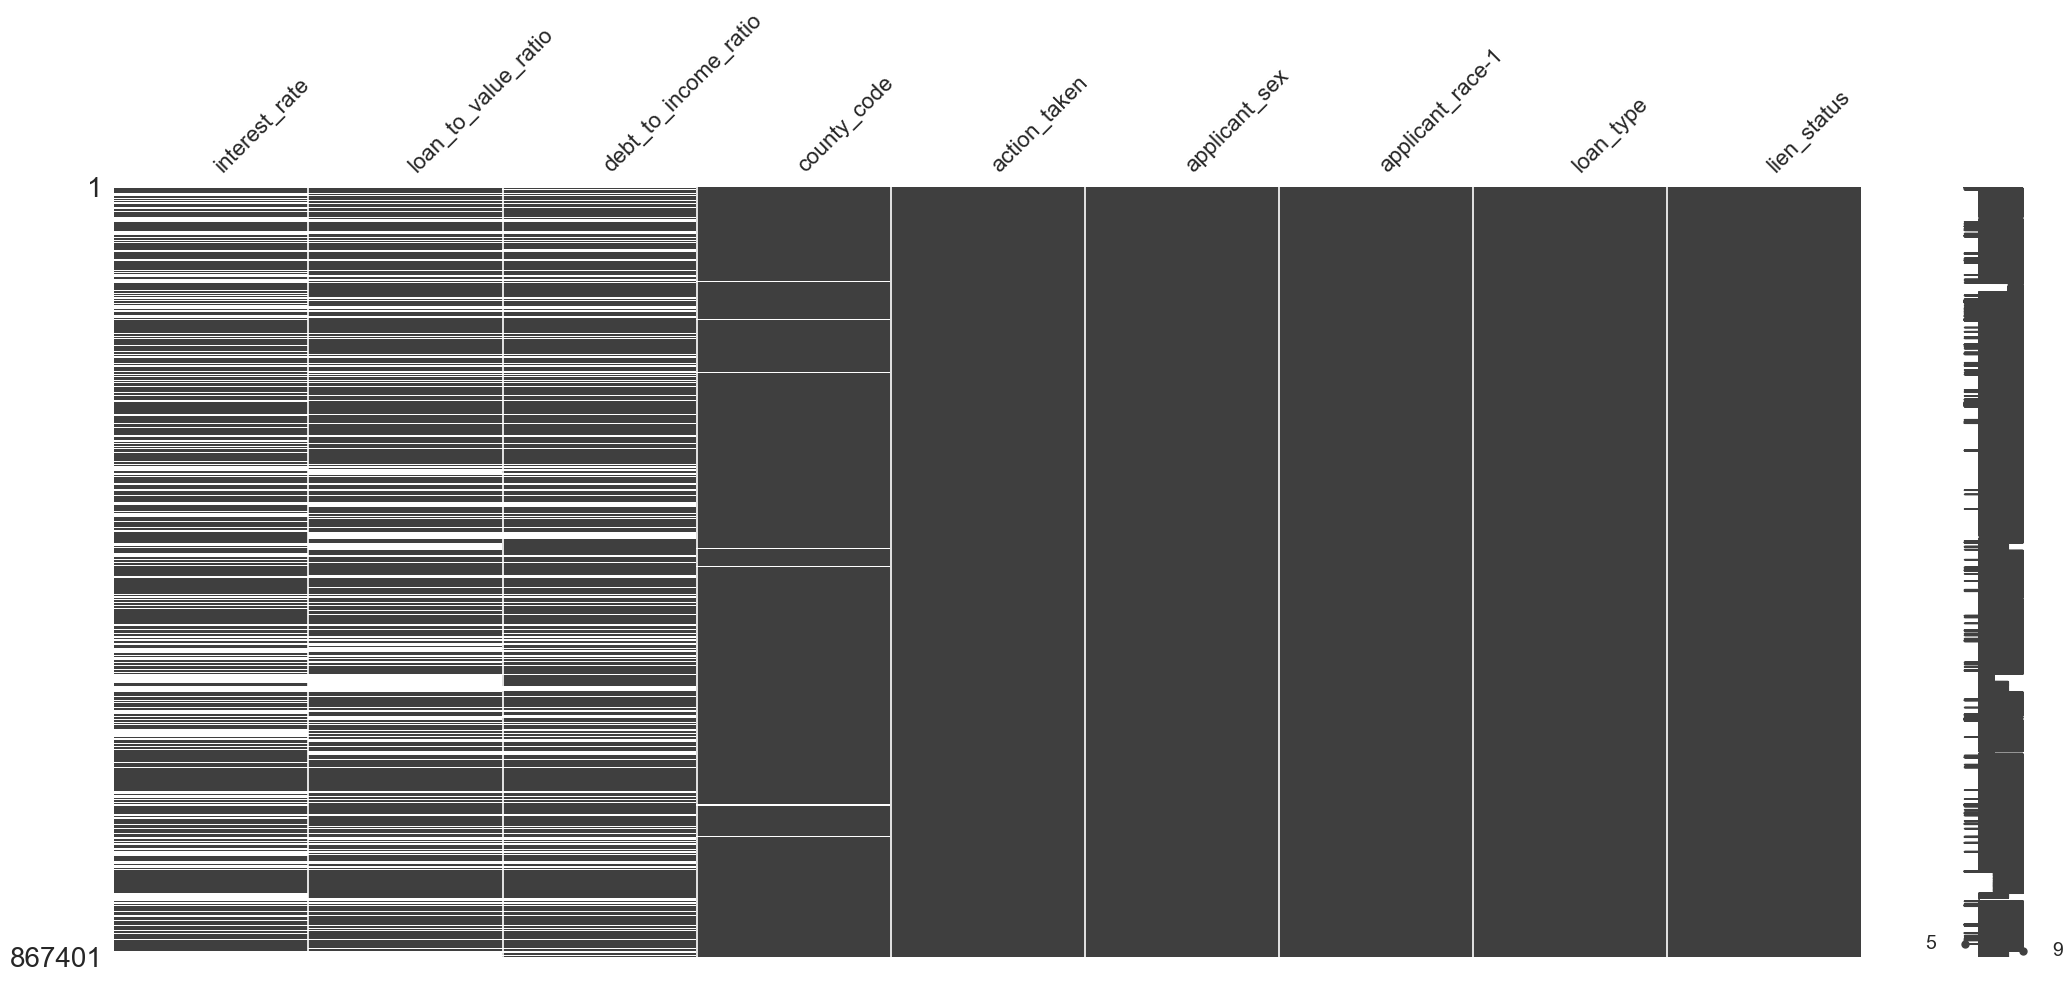 interest_rate
loan_to_value_ratio
debt_to_income_ratio
county_code
action_taken
applicant_sex
applicant_race-1
loan_type
lien_status
1
867401
5
9